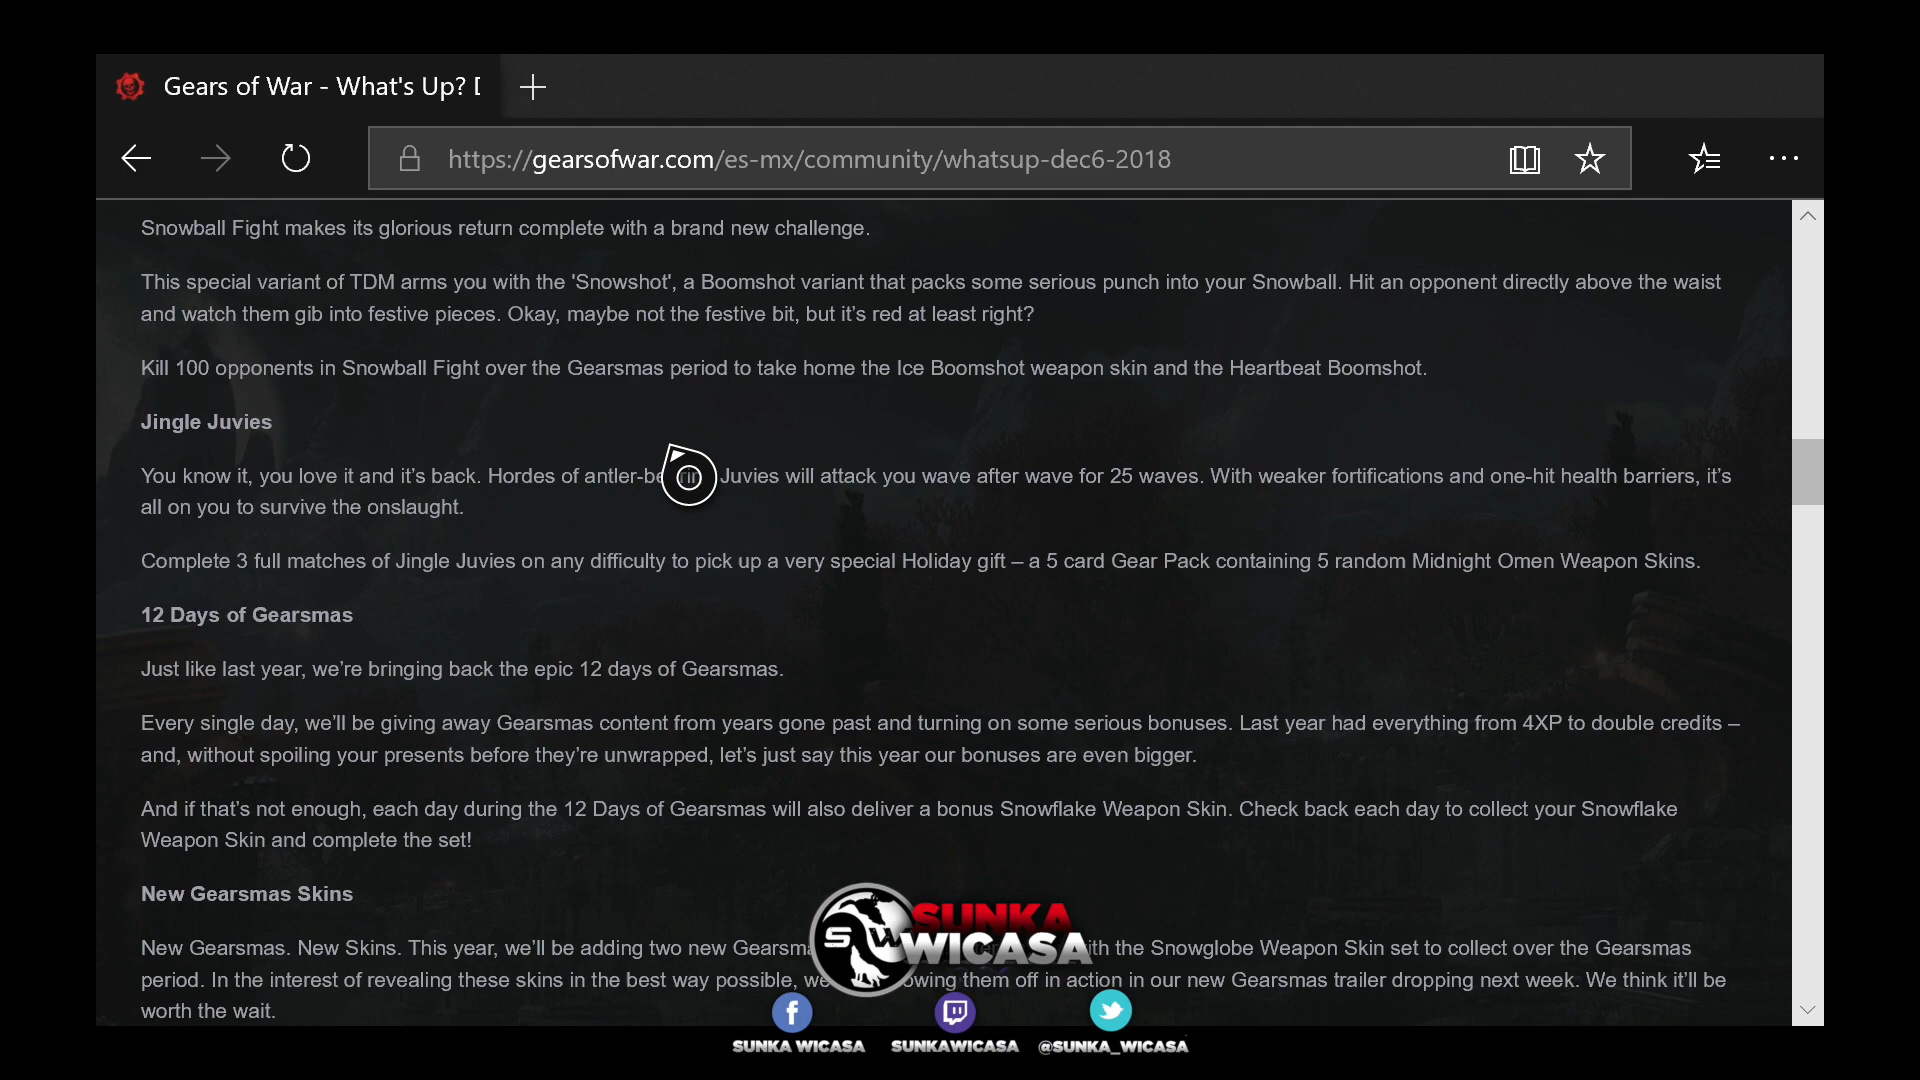 Gears of War - What's Up? D
https://gearsofwar.com/es-mx/community/whatsup-dec6-2018
Snowball Fight makes its glorious return complete with a brand new challenge.
This special variant of TDM arms you with the 'Snowshot', a Boomshot variant that packs some serious punch into your Snowball. Hit an opponent directly above the waist
and watch them gib into festive pieces. Okay, maybe not the festive bit, but it’s red at least right?
Kill 100 opponents in Snowball Fight over the Gearsmas period to take home the Ice Boomshot weapon skin and the Heartbeat Boomshot.
Jingle Juvies
You know it, you love it and it’s back. Hordes of Juvies will attack you wave after wave for 25 waves. With weaker fortifications and one-hit health barriers, it’s
all on you to survive the onslaught.
Complete 3 full matches of Jingle Juvies on any difficulty to pick up a very special Holiday gift – a 5 card Gear Pack containing 5 random Midnight Omen Weapon Skins.
12 Days of Gearsmas
Just like last year, we’re bringing back the epic 12 days of Gearsmas.
Every single day, we’ll be giving away Gearsmas content from years gone past and turning on some serious bonuses. Last year had everything from 4XP to double credits –
and, without spoiling your presents before they’re unwrapped, let’s just say this year our bonuses are even bigger.
And if that’s not enough, each day during the 12 Days of Gearsmas will also deliver a bonus Snowflake Weapon Skin. Check back each day to collect your Snowflake
Weapon Skin and complete the set!
New Gearsmas Skins
New Gearsmas. New Skins. This year, we’ll be adding two new with the Snowglobe Weapon Skin set to collect over the Gearsmas
period. In the interest of revealing these skins in the best way possible, them off in action in our new Gearsmas trailer dropping next week. We think it’ll be
worth the wait.
SW
SUNKA
WICASA
SUNKA WICASA
SUNKAWICASA
@SUNKA_WICASA